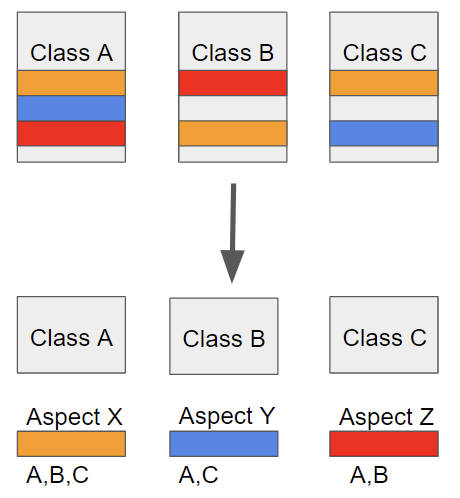 Class A
Class B
Class C
Class A
Class B
Class C
Aspect X
Aspect Y
Aspect Z
A,B,C
A,C
A,B